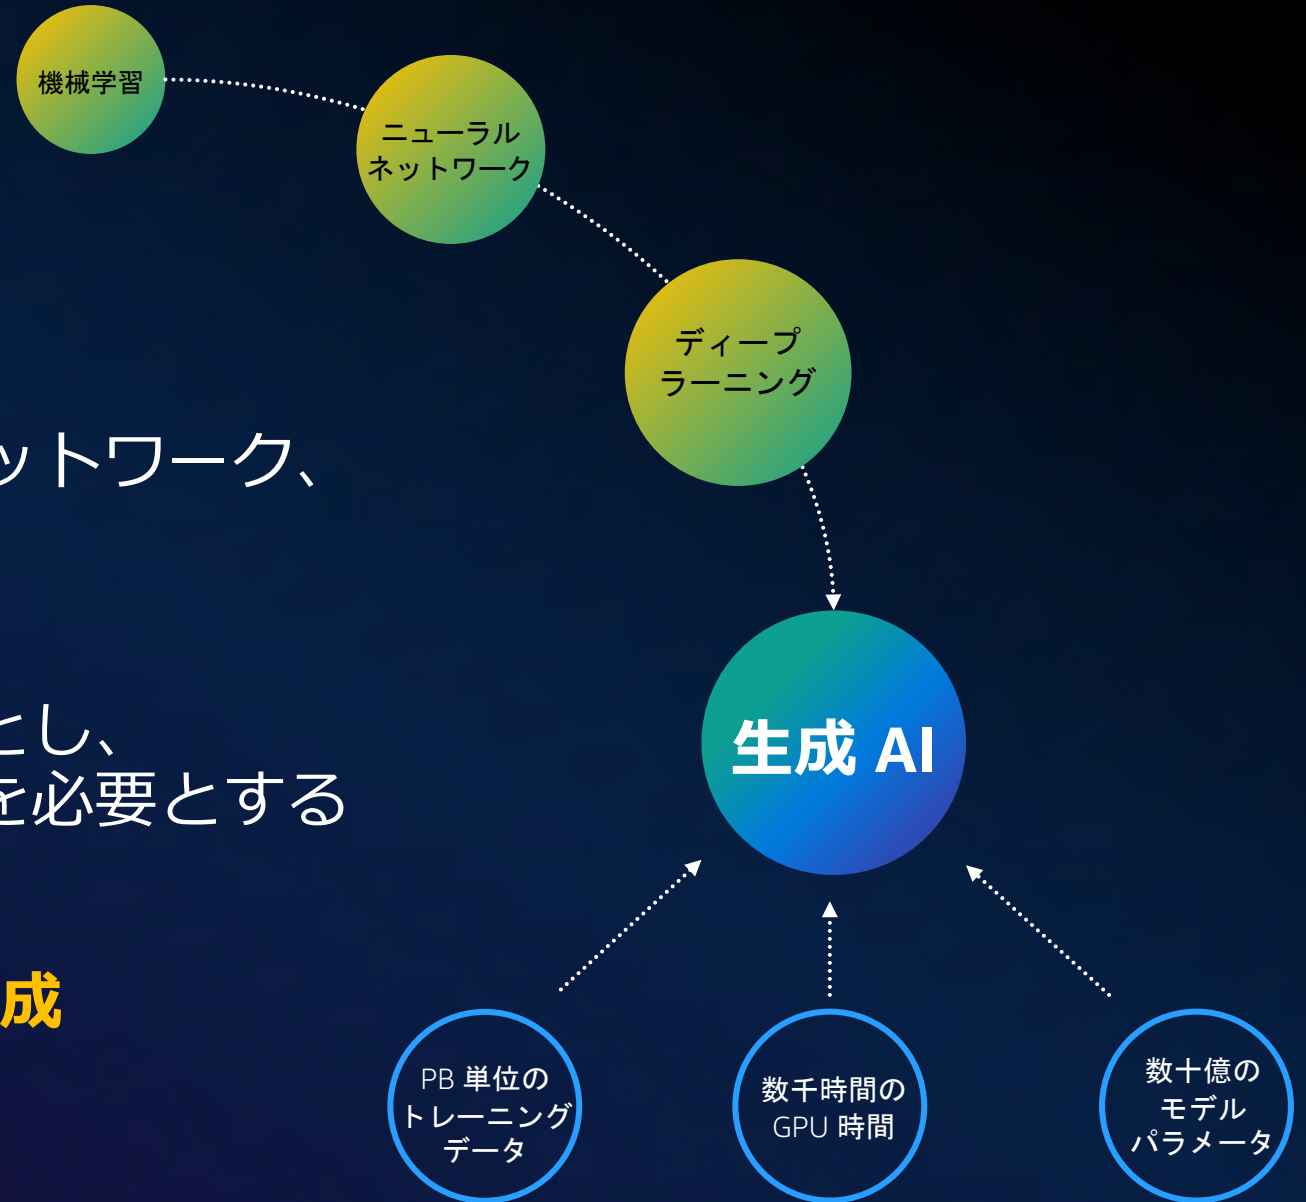 機械学習
ニューラル
ネットワーク
ディープ
ラーニング
ットワーク、
とし、
を必要とする
成
生成 AI
PB 単位の
トレーニング
データ
数千時間の
GPU 時間
数十億の
モデル
パラメータ